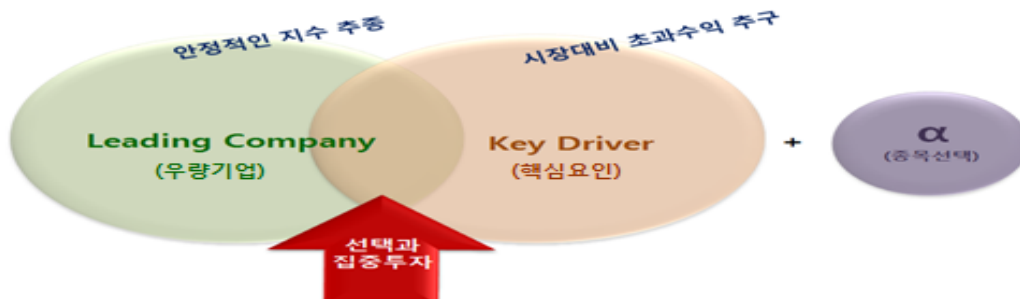 안정적인 지수 추종
시장대비 초과수익 추구
Leading Company
(우량기업)
Key Driver
(핵심요인)
+
α
(종목선택)
선택과
집중투자